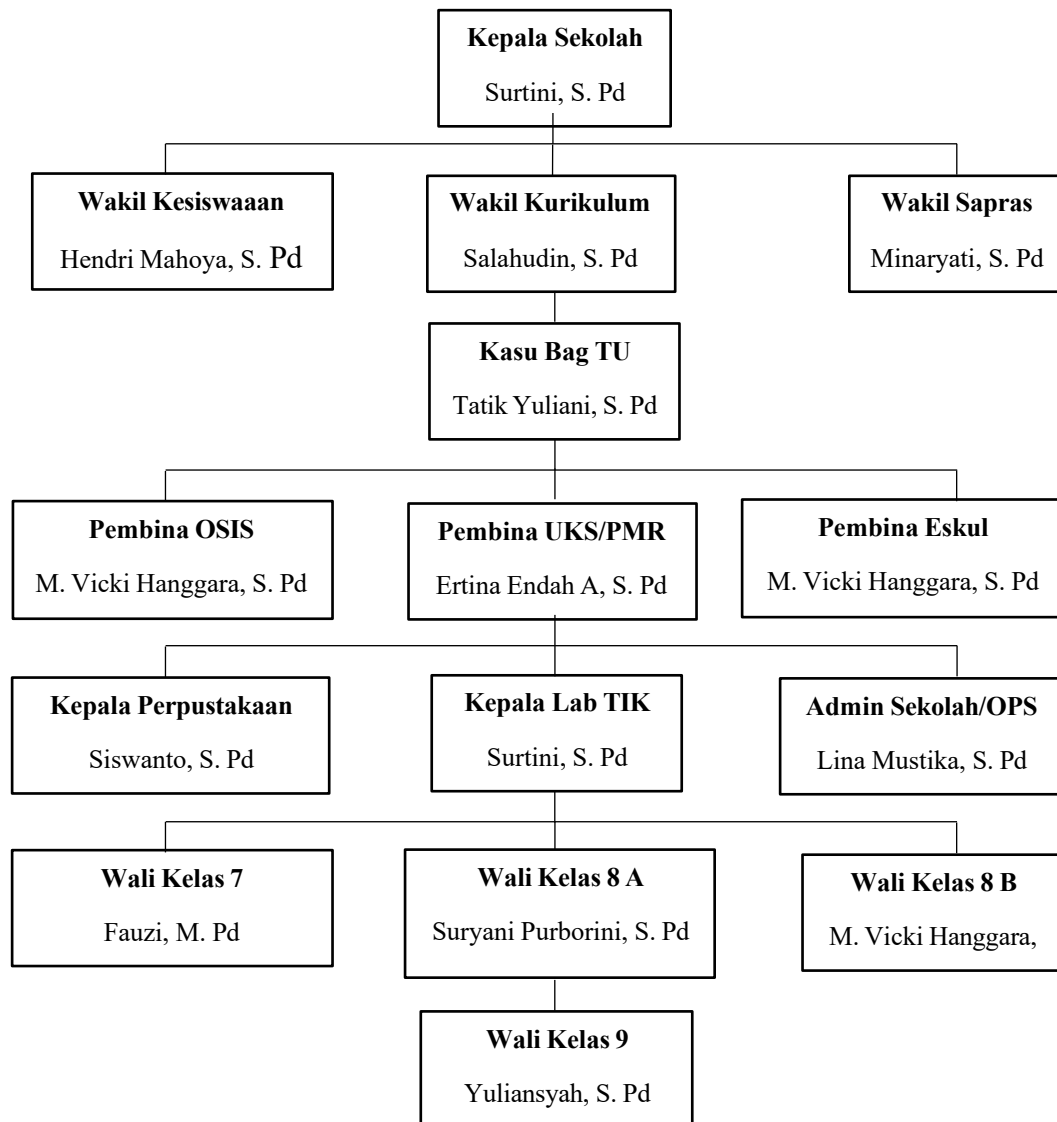 Kepala Sekolah
Surtini, S. Pd
Wakil Kesiswaaan
Hendri Mahoya, S. Pd
Wakil Kurikulum
Salahudin, S. Pd
Wakil Sapras
Minaryati, S. Pd
Kasu Bag TU
Tatik Yuliani, S. Pd
Pembina OSIS
M. Vicki Hanggara, S. Pd
Pembina UKS/PMR
Ertina Endah A, S. Pd
Pembina Eskul
M. Vicki Hanggara, S. Pd
Kepala Perpustakaan
Siswanto, S. Pd
Kepala Lab TIK
Surtini, S. Pd
Admin Sekolah/OPS
Lina Mustika, S. Pd
Wali Kelas 7
Fauzi, M. Pd
Wali Kelas 8 A
Suryani Purborini, S. Pd
Wali Kelas 8 B
M. Vicki Hanggara,
Wali Kelas 9
Yuliansyah, S. Pd